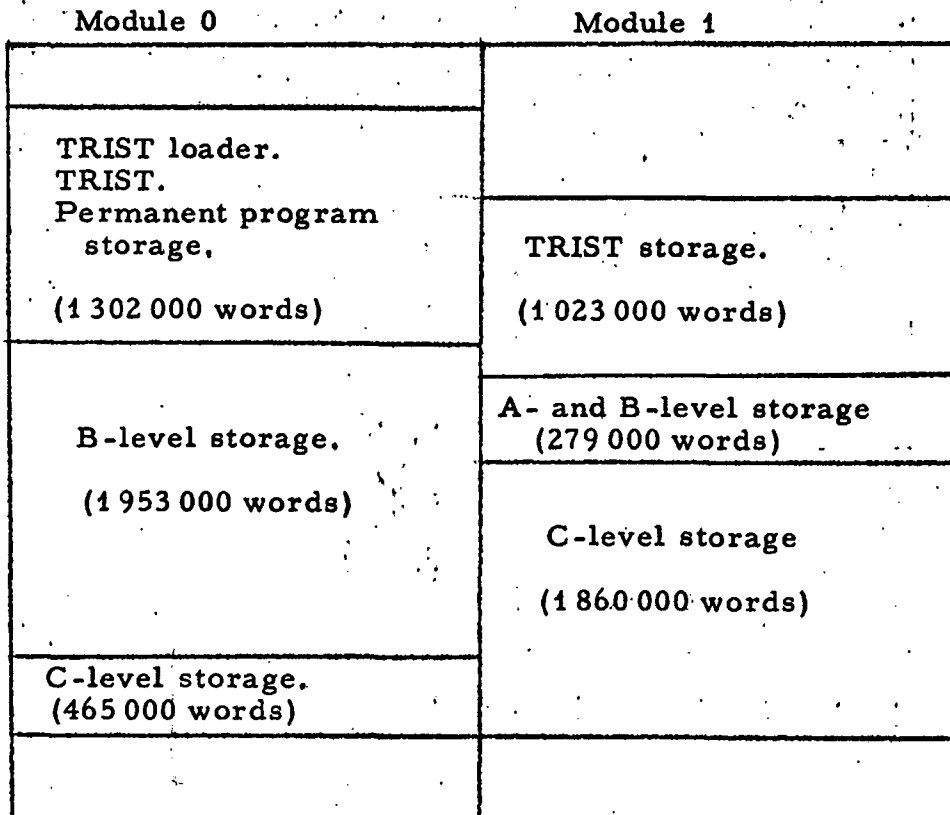 Module 0
Module 1
TRIST loader.
TRIST.
Permanent program
storage.
(1 302 000 words)
TRIST storage.
(1 023 000 words)
B-level storage.
(1 953 000 words)
A- and B-level storage
(279 000 words)
C-level storage
(1 860 000 words)
C-level storage.
(465 000 words)